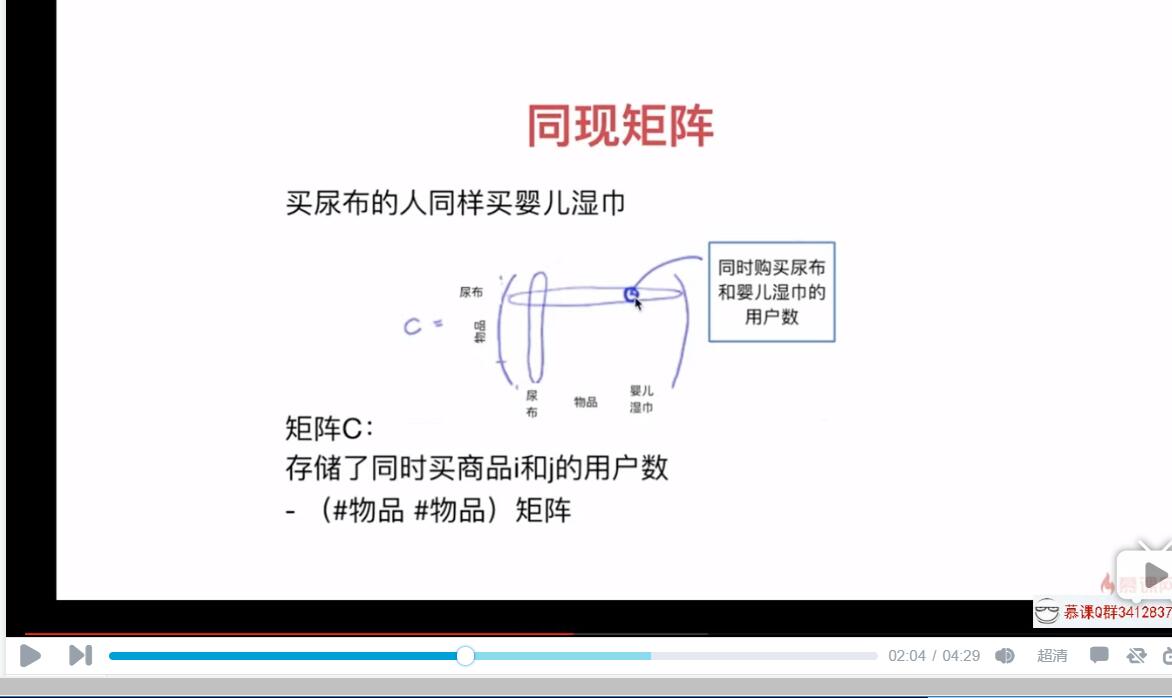 同现矩阵
买尿布的人同样买婴儿湿巾
同时购买尿布
和婴儿湿巾的
用户数
尿布
C =
物品
尿
布
物品
婴儿
湿巾
矩阵C：
存储了同时买商品i和j的用户数
- （#物品 #物品）矩阵
慕课网
慕课Q群3412837
02:04 / 04:29
超清